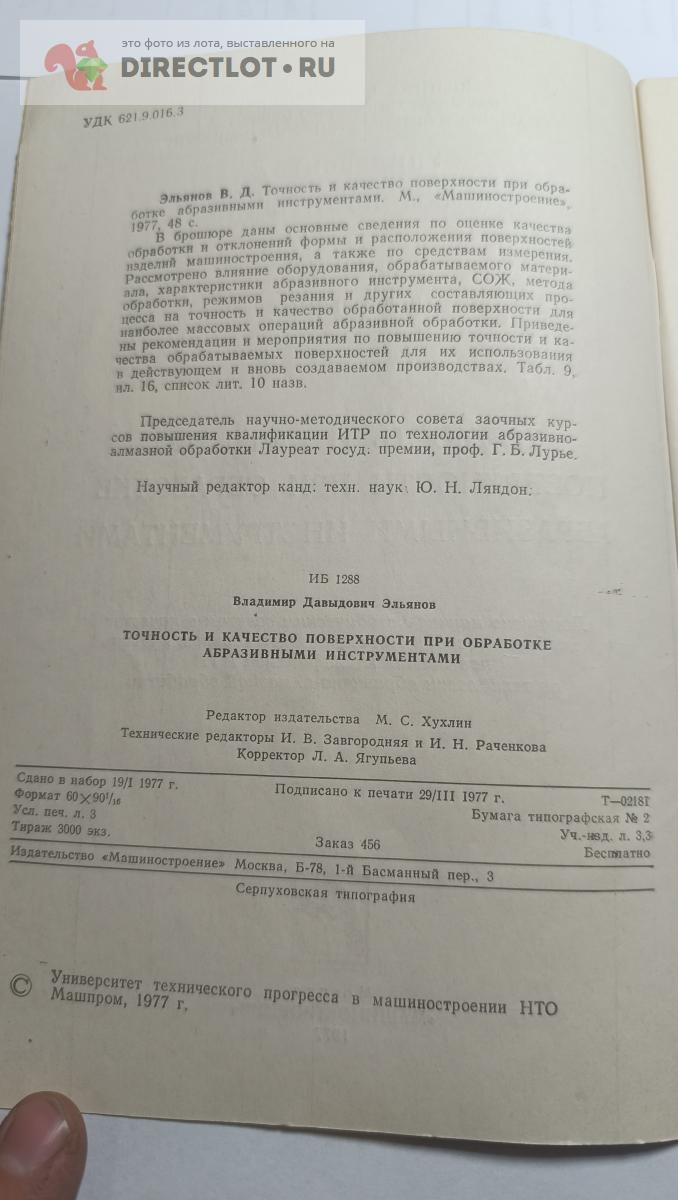 это фото из лота, выставленного на
DIRECTLOT•RU
УДК 621.9.016.3
Эльянов В. Д. Точность и качество поверхности при обра-
ботке абразивными инструментами. М., «Машиностроение»,
1977, 48 с.
В брошюре даны основные сведения по оценке качества
обработки и отклонений формы и расположения поверхностей
изделий машиностроения, а также по средствам измерения.
Рассмотрено влияние оборудования, обрабатываемого матери-
ала, характеристики абразивного инструмента, СОЖ, метода
обработки, режимов резания и других составляющих про-
цесса на точность и качество обработанной поверхности для
наиболее массовых операций абразивной обработки. Приведе-
ны рекомендации и мероприятия по повышению точности и ка-
чества обрабатываемых поверхностей для их использования
в действующем и вновь создаваемом производствах. Табл. 9,
ил. 16, список лит. 10 назв.
Председатель научно-методического совета заочных кур-
сов повышения квалификации ИТР по технологии абразивно-
алмазной обработки Лауреат госуд. премии, проф. Г. Б. Лурье.
Научный редактор канд. техн. наук Ю. Н. Ляндон.
ИБ 1288
Владимир Давыдович Эльянов
ТОЧНОСТЬ И КАЧЕСТВО ПОВЕРХНОСТИ ПРИ ОБРАБОТКЕ
АБРАЗИВНЫМИ ИНСТРУМЕНТАМИ
Редактор издательства М. С. Хухлин
Технические редакторы И. В. Завгородняя и И. Н. Раченкова
Корректор Л. А. Ягупьева
Сдано в набор 19/I 1977 г. Подписано к печати 29/III 1977 г. Т—02181
Формат 60×90¹/₁₆ Бумага типографская № 2
Усл. печ. л. 3 Уч.-изд. л. 3,3
Тираж 3000 экз. Заказ 456 Бесплатно
Издательство «Машиностроение» Москва, Б-78, 1-й Басманный пер., 3
Серпуховская типография
© Университет технического прогресса в машиностроении НТО
Машпром, 1977 г,